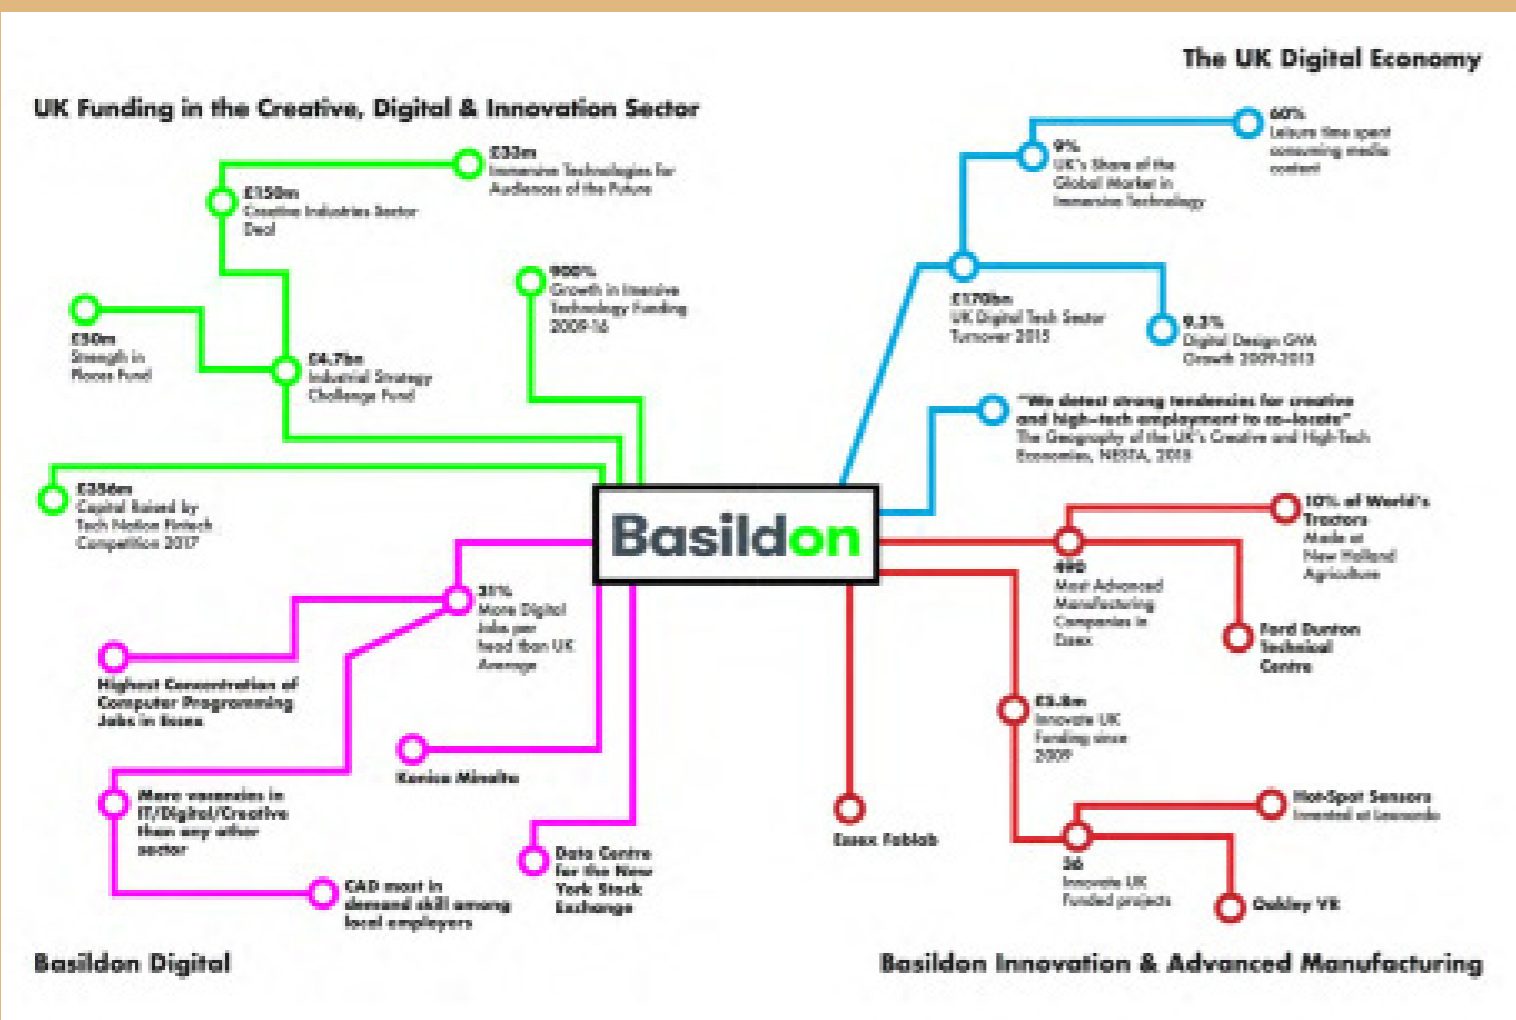 The UK Digital Economy
UK Funding in the Creative, Digital & Innovation Sector
£33m
Immersive Technologies for
Audiences of the Future
£150m
Creative Industries Sector
Deal
900%
Growth in Imersive
Technology Funding
2009-16
Strength in
Places Fund
£4.7bn
Industrial Strategy
Challenge Fund
£356m
Capital Raised by
Tech Nation Fintech
Competition 2017
60%
Leisure time spent
consuming media
content
9%
UK's Share of the
Global Market in
Immersive Technology
£170bn
UK Digital Tech Sector
Turnover 2015
Digital Design GVA
Growth 2009-2013
"We detest strong tendencies for creative
and high-tech employment to co-locate"
The Geography of the UK's Creative and High-Tech
Economies, NESTA, 2015
Basildon
More Digital
Jobs per
head than UK
Average
Highest Concentration of
Computer Programming
Jobs in Essex
Konica Minolta
More vacancies in
IT/Digital/Creative
than any other
sector
CAD most in
demand skill among
local employers
Data Centre
for the New
York Stock
Exchange
10% of World's
Tractors
Made at
New Holland
Agriculture
Most Advanced
Manufacturing
Companies in
Essex
Ford Dunton
Technical
Centre
Innovate UK
Funding since
2009
Essex Fablab
Hot-Spot Sensors
Invented at Leonardo
Innovate UK
Funded projects
Oakley VR
Basildon Digital
Basildon Innovation & Advanced Manufacturing